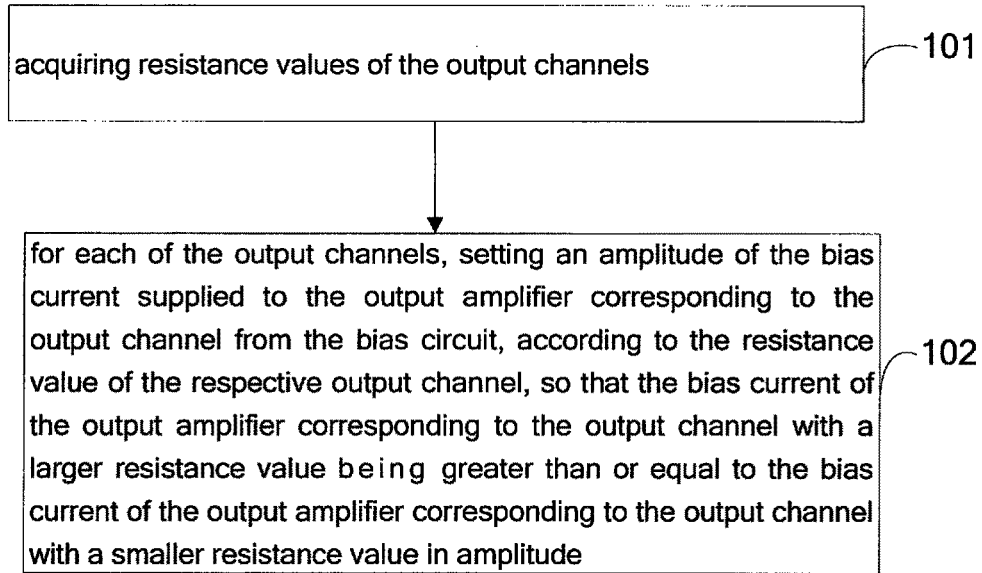 acquiring resistance values of the output channels
101
for each of the output channels, setting an amplitude of the bias
current supplied to the output amplifier corresponding to the
output channel from the bias circuit, according to the resistance
value of the respective output channel, so that the bias current of
the output amplifier corresponding to the output channel with a
larger resistance value being greater than or equal to the bias
current of the output amplifier corresponding to the output channel
with a smaller resistance value in amplitude
102